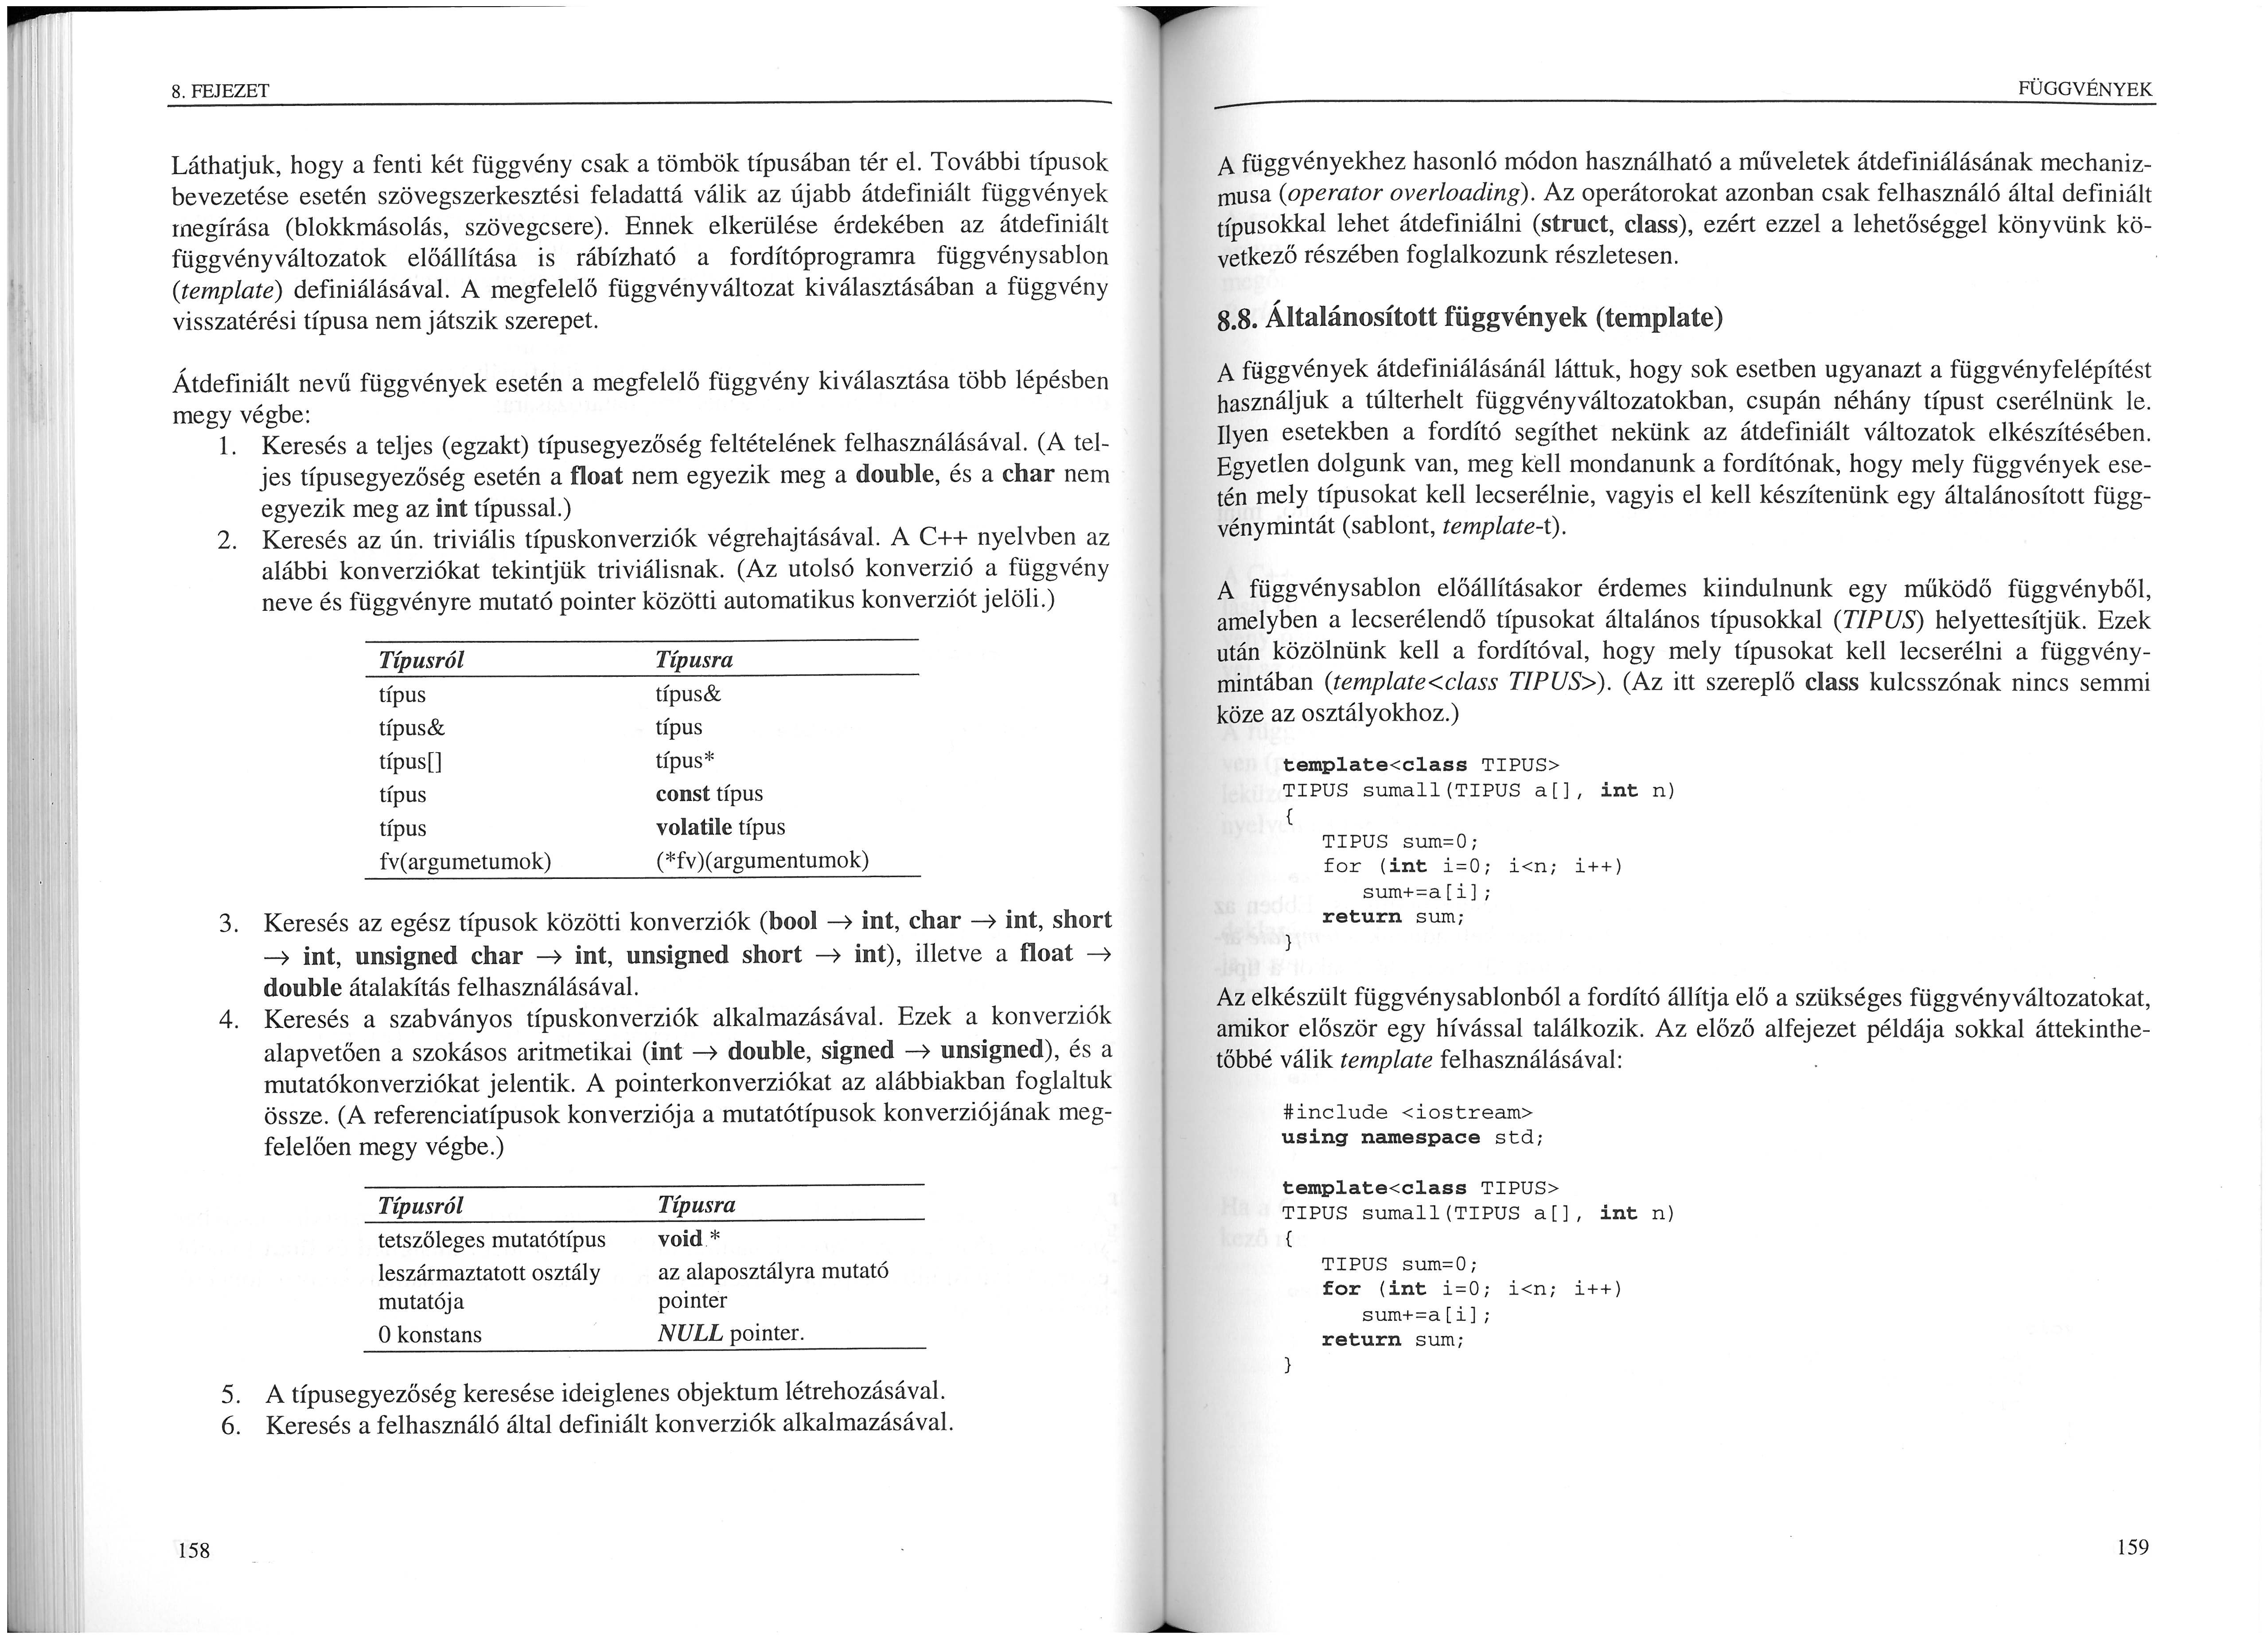 8. FEJEZET
Láthatjuk, hogy a fenti két függvény csak a tömbök típusában tér el. További típusok
bevezetése esetén szövegszerkesztési feladattá válik az újabb átdefiniált függvények
megírása (blokkmásolás, szövegcsere). Ennek elkerülése érdekében az átdefiniált
függvényváltozatok előállítása is rábízható a fordítóprogramra függvénysablon
(template) definiálásával. A megfelelő függvényváltozat kiválasztásában a függvény
visszatérési típusa nem játszik szerepet.
Átdefiniált nevű függvények esetén a megfelelő függvény kiválasztása több lépésben
megy végbe:
1. Keresés a teljes (egzakt) típusegyezőség feltételének felhasználásával. (A tel-
jes típusegyezőség esetén a float nem egyezik meg a double, és a char nem
egyezik meg az int típussal.)
2. Keresés az ún. triviális típuskonverziók végrehajtásával. A C++ nyelvben az
alábbi konverziókat tekintjük triviálisnak. (Az utolsó konverzió a függvény
neve és függvényre mutató pointer közötti automatikus konverziót jelöli.)
Típusról Típusra
típus típus&
típus& típus
típus[] típus*
típus const típus
típus volatile típus
fv(argumetumok) (*fv)(argumentumok)
3. Keresés az egész típusok közötti konverziók (bool → int, char → int, short
→ int, unsigned char → int, unsigned short → int), illetve a float →
double átalakítás felhasználásával.
4. Keresés a szabványos típuskonverziók alkalmazásával. Ezek a konverziók
alapvetően a szokásos aritmetikai (int → double, signed → unsigned), és a
mutatókonverziókat jelentik. A pointerkonverziókat az alábbiakban foglaltuk
össze. (A referenciatípusok konverziója a mutatótípusok konverziójának meg-
felelően megy végbe.)
Típusról Típusra
tetszőleges mutatótípus void *
leszármaztatott osztály az alaposztályra mutató
mutatója pointer
0 konstans NULL pointer.
5. A típusegyezőség keresése ideiglenes objektum létrehozásával.
6. Keresés a felhasználó által definiált konverziók alkalmazásával.
158
FÜGGVÉNYEK
A függvényekhez hasonló módon használható a műveletek átdefiniálásának mechaniz-
musa (operator overloading). Az operátorokat azonban csak felhasználó által definiált
típusokkal lehet átdefiniálni (struct, class), ezért ezzel a lehetőséggel könyvünk kö-
vetkező részében foglalkozunk részletesen.
8.8. Általánosított függvények (template)
A függvények átdefiniálásánál láttuk, hogy sok esetben ugyanazt a függvényfelépítést
használjuk a túlterhelt függvényváltozatokban, csupán néhány típust cserélnünk le.
Ilyen esetekben a fordító segíthet nekünk az átdefiniált változatok elkészítésében.
Egyetlen dolgunk van, meg kell mondanunk a fordítónak, hogy mely függvények ese-
tén mely típusokat kell lecserélnie, vagyis el kell készítenünk egy általánosított függ-
vénymintát (sablont, template-t).
A függvénysablon előállításakor érdemes kiindulnunk egy működő függvényből,
amelyben a lecserélendő típusokat általános típusokkal (TIPUS) helyettesítjük. Ezek
után közölnünk kell a fordítóval, hogy mely típusokat kell lecserélni a függvény-
mintában (template<class TIPUS>). (Az itt szereplő class kulcsszónak nincs semmi
köze az osztályokhoz.)
template<class TIPUS>
TIPUS sumall(TIPUS a[], int n)
{
TIPUS sum=0;
for (int i=0; i<n; i++)
sum+=a[i];
return sum;
}
Az elkészült függvénysablonból a fordító állítja elő a szükséges függvényváltozatokat,
amikor először egy hívással találkozik. Az előző alfejezet példája sokkal áttekinthe-
tőbbé válik template felhasználásával:
#include <iostream>
using namespace std;
template<class TIPUS>
TIPUS sumall(TIPUS a[], int n)
{
TIPUS sum=0;
for (int i=0; i<n; i++)
sum+=a[i];
return sum;
}
159